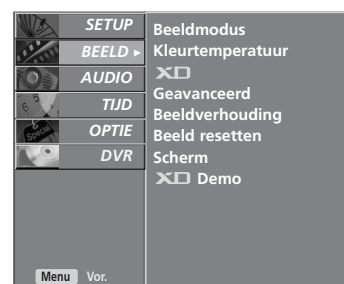 SETUP
BEELD ►
AUDIO
TIJD
OPTIE
DVR
Beeldmodus
Kleurtemperatuur
XD
Geavanceerd
Beeldverhouding
Beeld resetten
Scherm
XD Demo
Menu Vor.